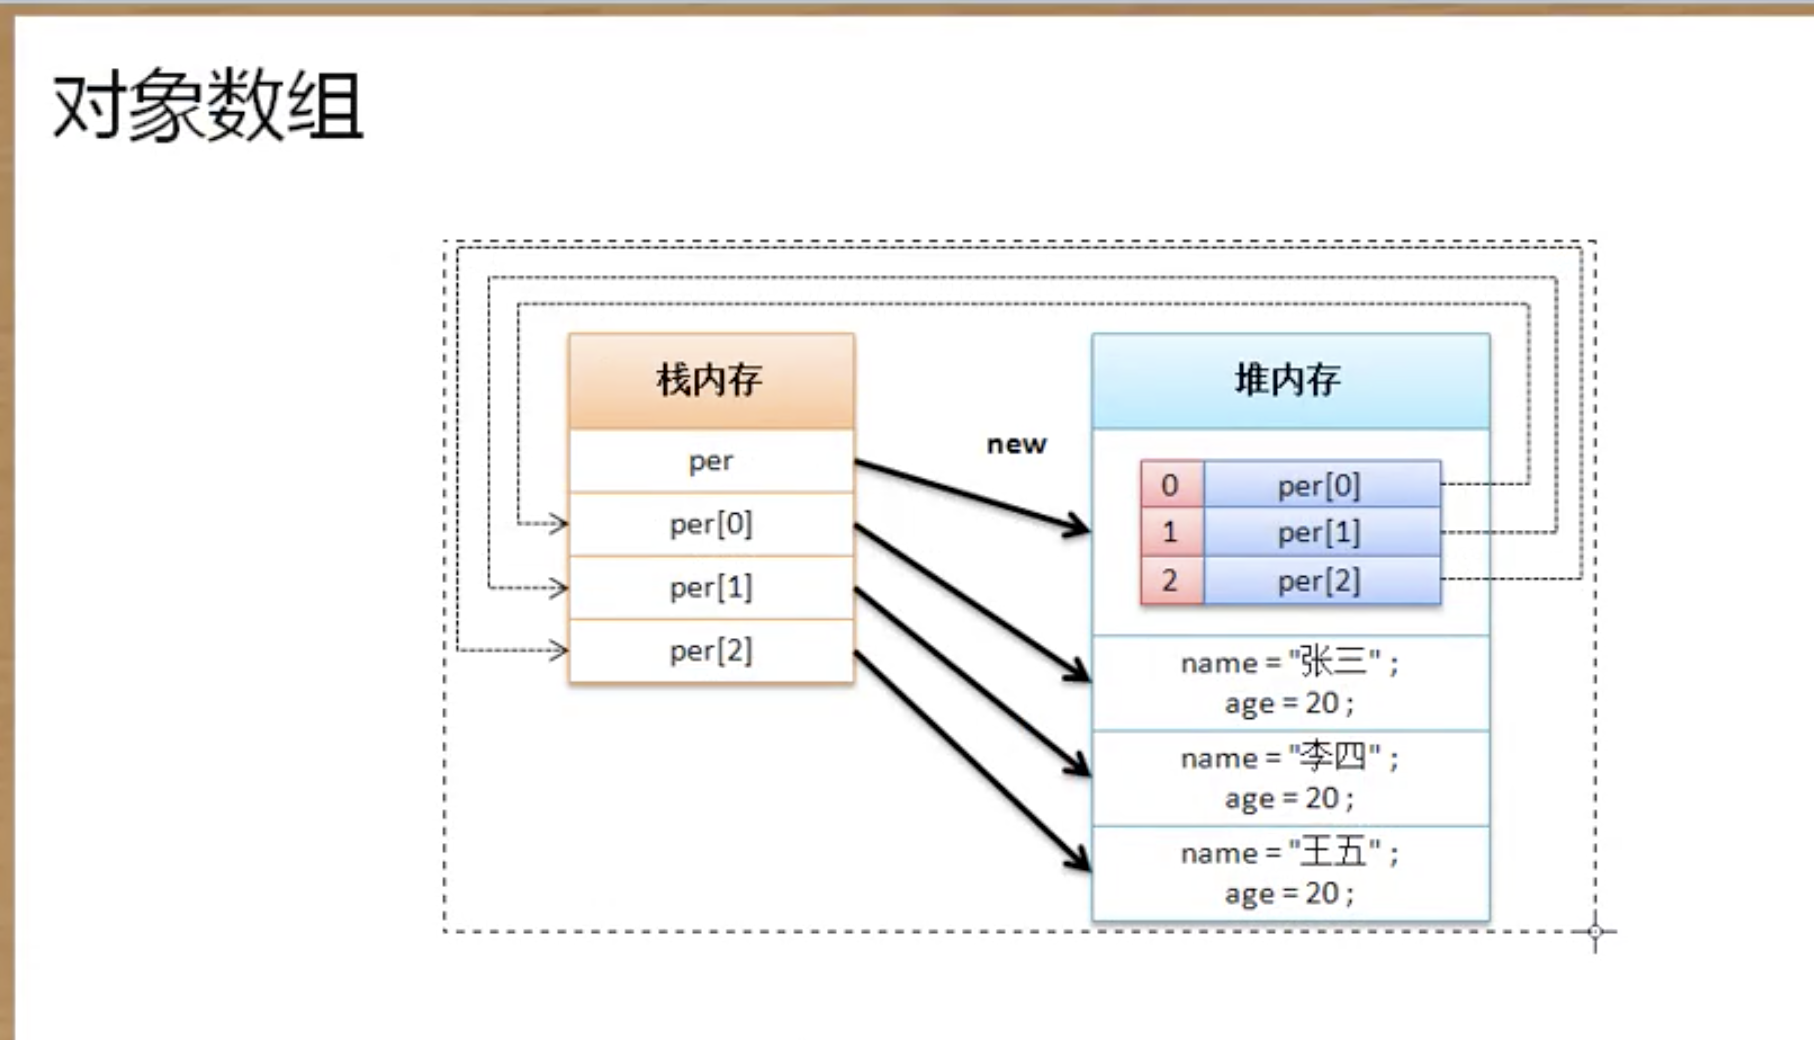 对象数组
栈内存
per
per[0]
per[1]
per[2]
new
堆内存
0 per[0]
1 per[1]
2 per[2]
name = "张三" ;
age = 20 ;
name = "李四" ;
age = 20 ;
name = "王五" ;
age = 20 ;